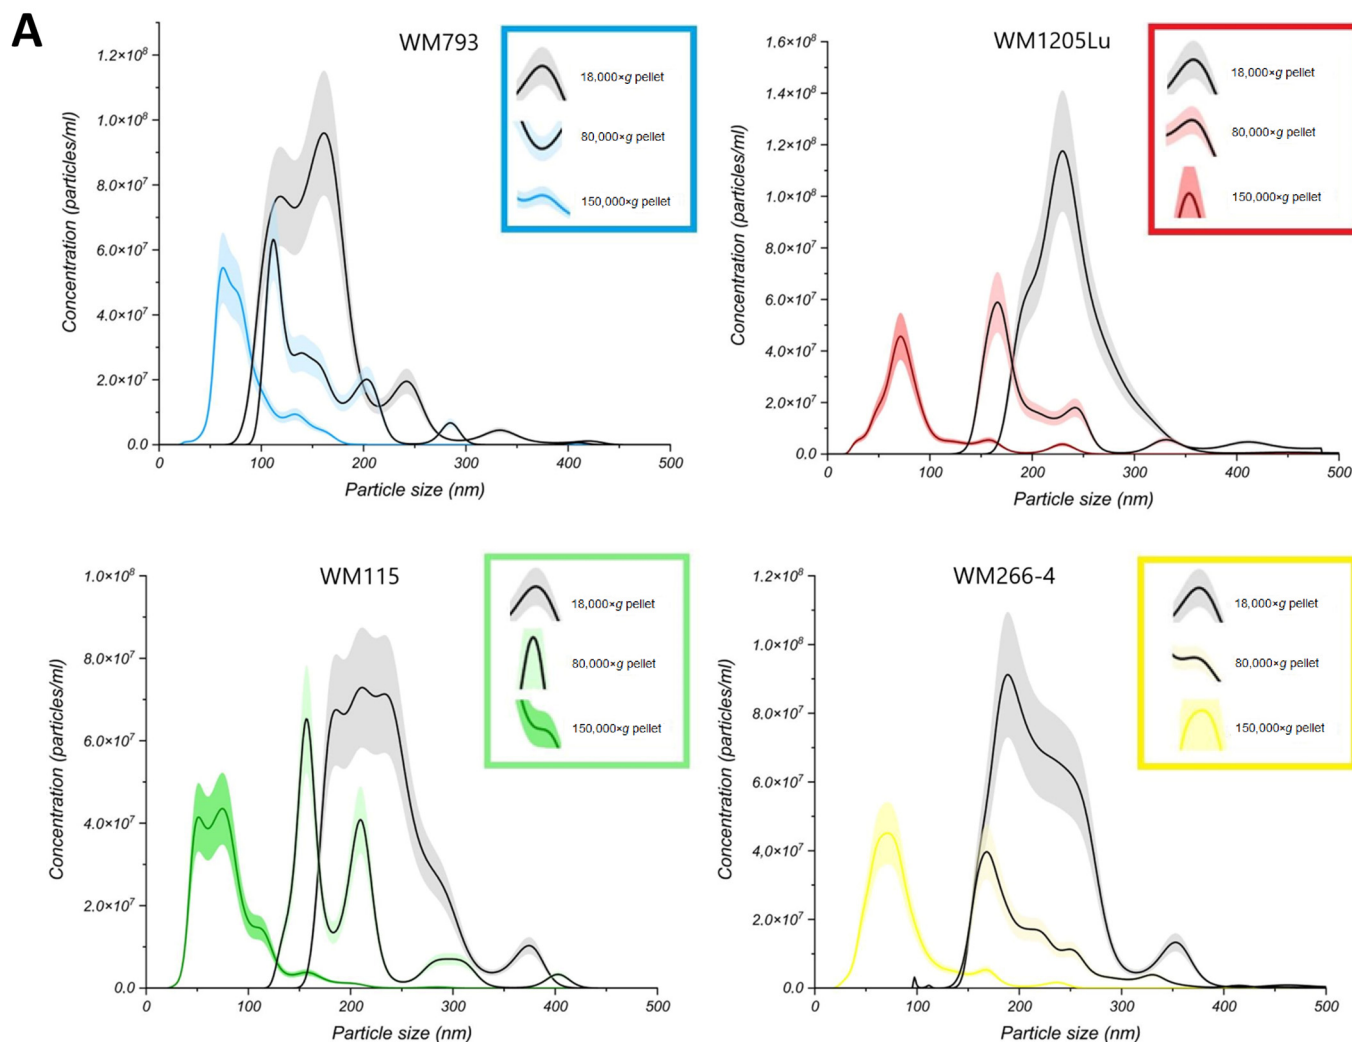 A
WM793
Concentration (particles/ml)
1.2×10⁸
1.0×10⁸
8.0×10⁷
6.0×10⁷
4.0×10⁷
2.0×10⁷
0.0
0
100
200
300
400
500
Particle size (nm)
18,000×g pellet
80,000×g pellet
150,000×g pellet
WM1205Lu
Concentration (particles/ml)
1.6×10⁸
1.4×10⁸
1.2×10⁸
1.0×10⁸
8.0×10⁷
6.0×10⁷
4.0×10⁷
2.0×10⁷
0.0
0
100
200
300
400
500
Particle size (nm)
18,000×g pellet
80,000×g pellet
150,000×g pellet
WM115
Concentration (particles/ml)
1.0×10⁸
8.0×10⁷
6.0×10⁷
4.0×10⁷
2.0×10⁷
0.0
0
100
200
300
400
500
Particle size (nm)
18,000×g pellet
80,000×g pellet
150,000×g pellet
WM266-4
Concentration (particles/ml)
1.2×10⁸
1.0×10⁸
8.0×10⁷
6.0×10⁷
4,0×10⁷
2.0×10⁷
0.0
0
100
200
300
400
500
Particle size (nm)
18,000×g pellet
80,000×g pellet
150,000×g pellet